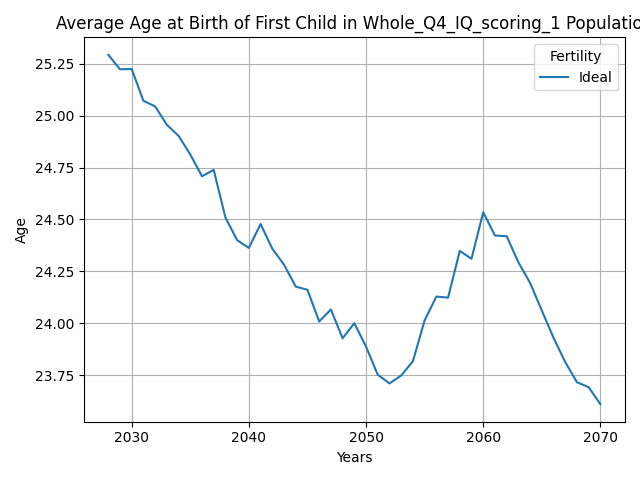 Average Age at Birth of First Child in Whole_Q4_IQ_scoring_1 Populatio
Fertility
Ideal
25.25
25.00
24.75
24.50
24.25
24.00
23.75
Age
2030 2040 2050 2060 2070
Years